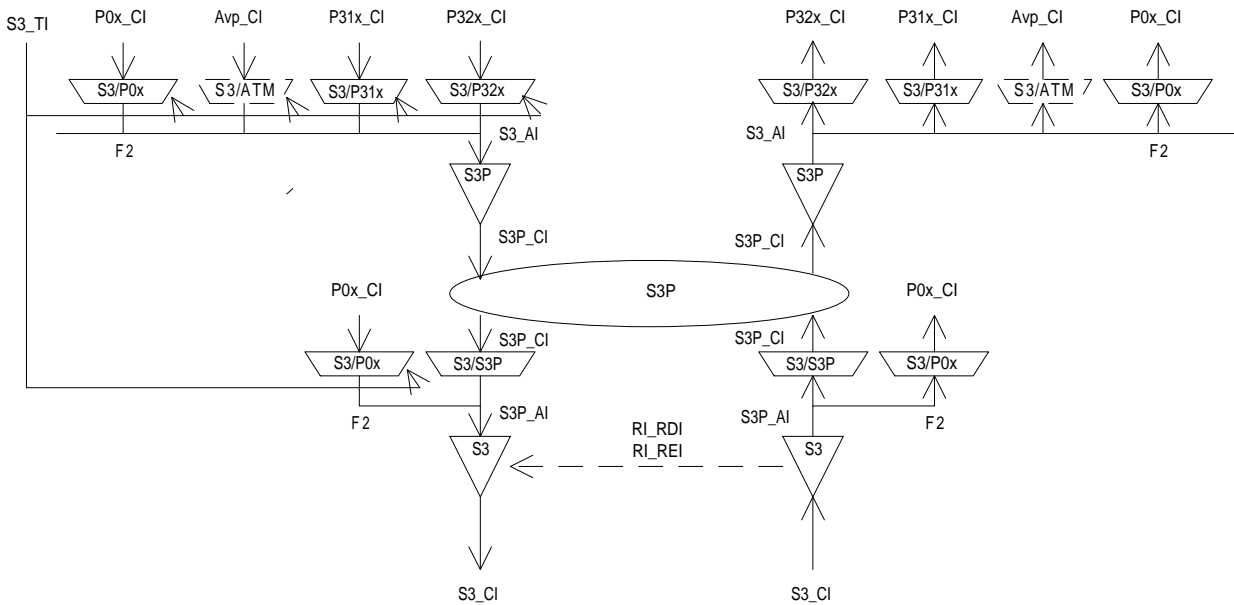 S3_TI P0x_CI Avp_CI P31x_CI P32x_CI P32x_CI P31x_CI Avp_CI P0x_CI
S3/P0x S3/ATM S3/P31x S3/P32x S3/P32x S3/P31x S3/ATM S3/P0x
F2 S3_AI S3_AI F2
S3P S3P
S3P_CI S3P_CI
P0x_CI S3P P0x_CI
S3P_CI S3P_CI
S3/P0x S3/S3P S3/S3P S3/P0x
F2 S3P_AI S3P_AI F2
RI_RDI
RI_REI
S3 S3
S3_CI S3_CI